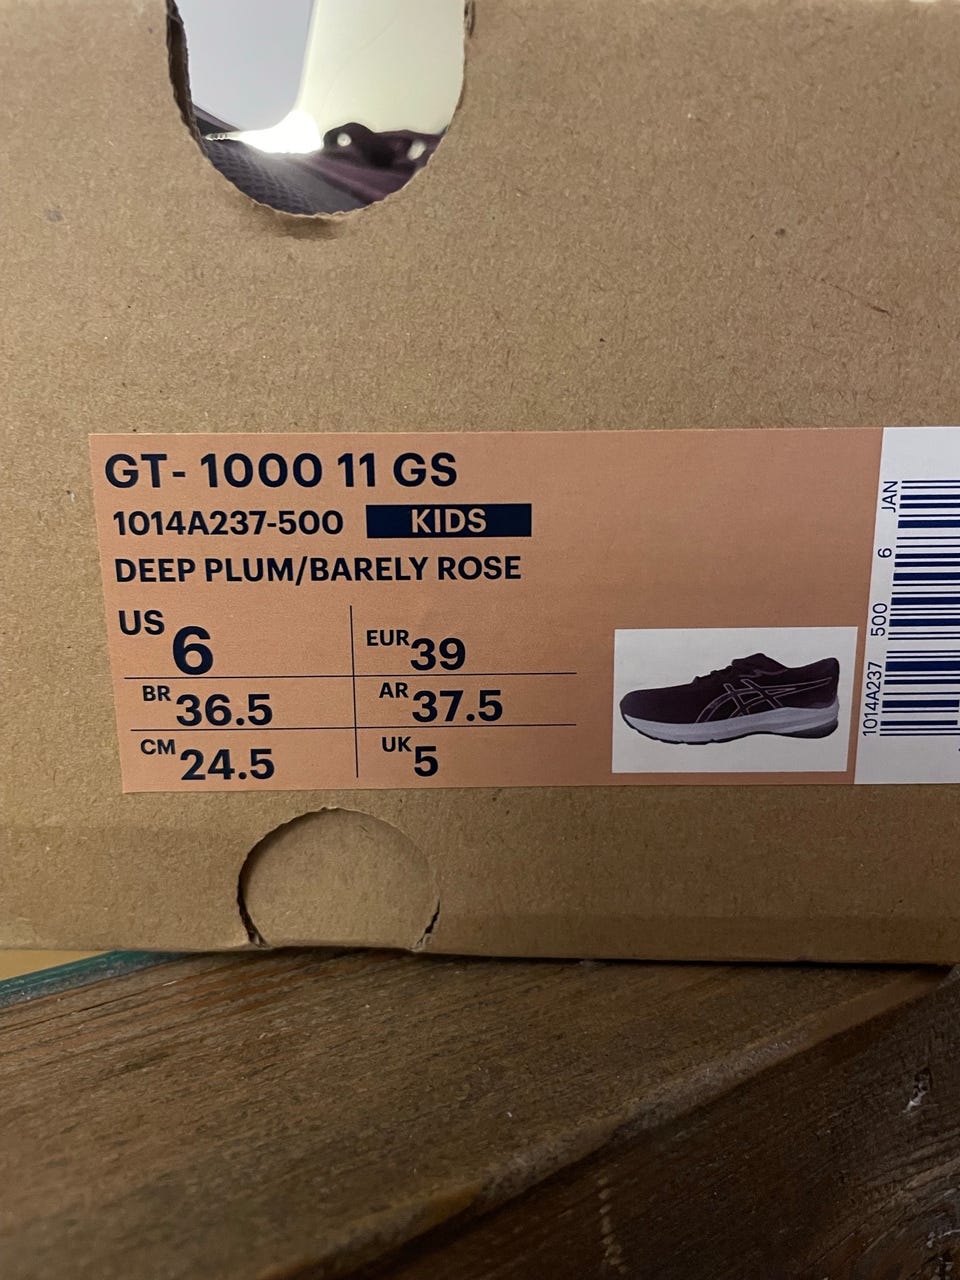 GT- 1000 11 GS
1014A237-500 KIDS
DEEP PLUM/BARELY ROSE
US 6
EUR 39
BR 36.5
AR 37.5
CM 24.5
UK 5
1014A237 500 6 JAN